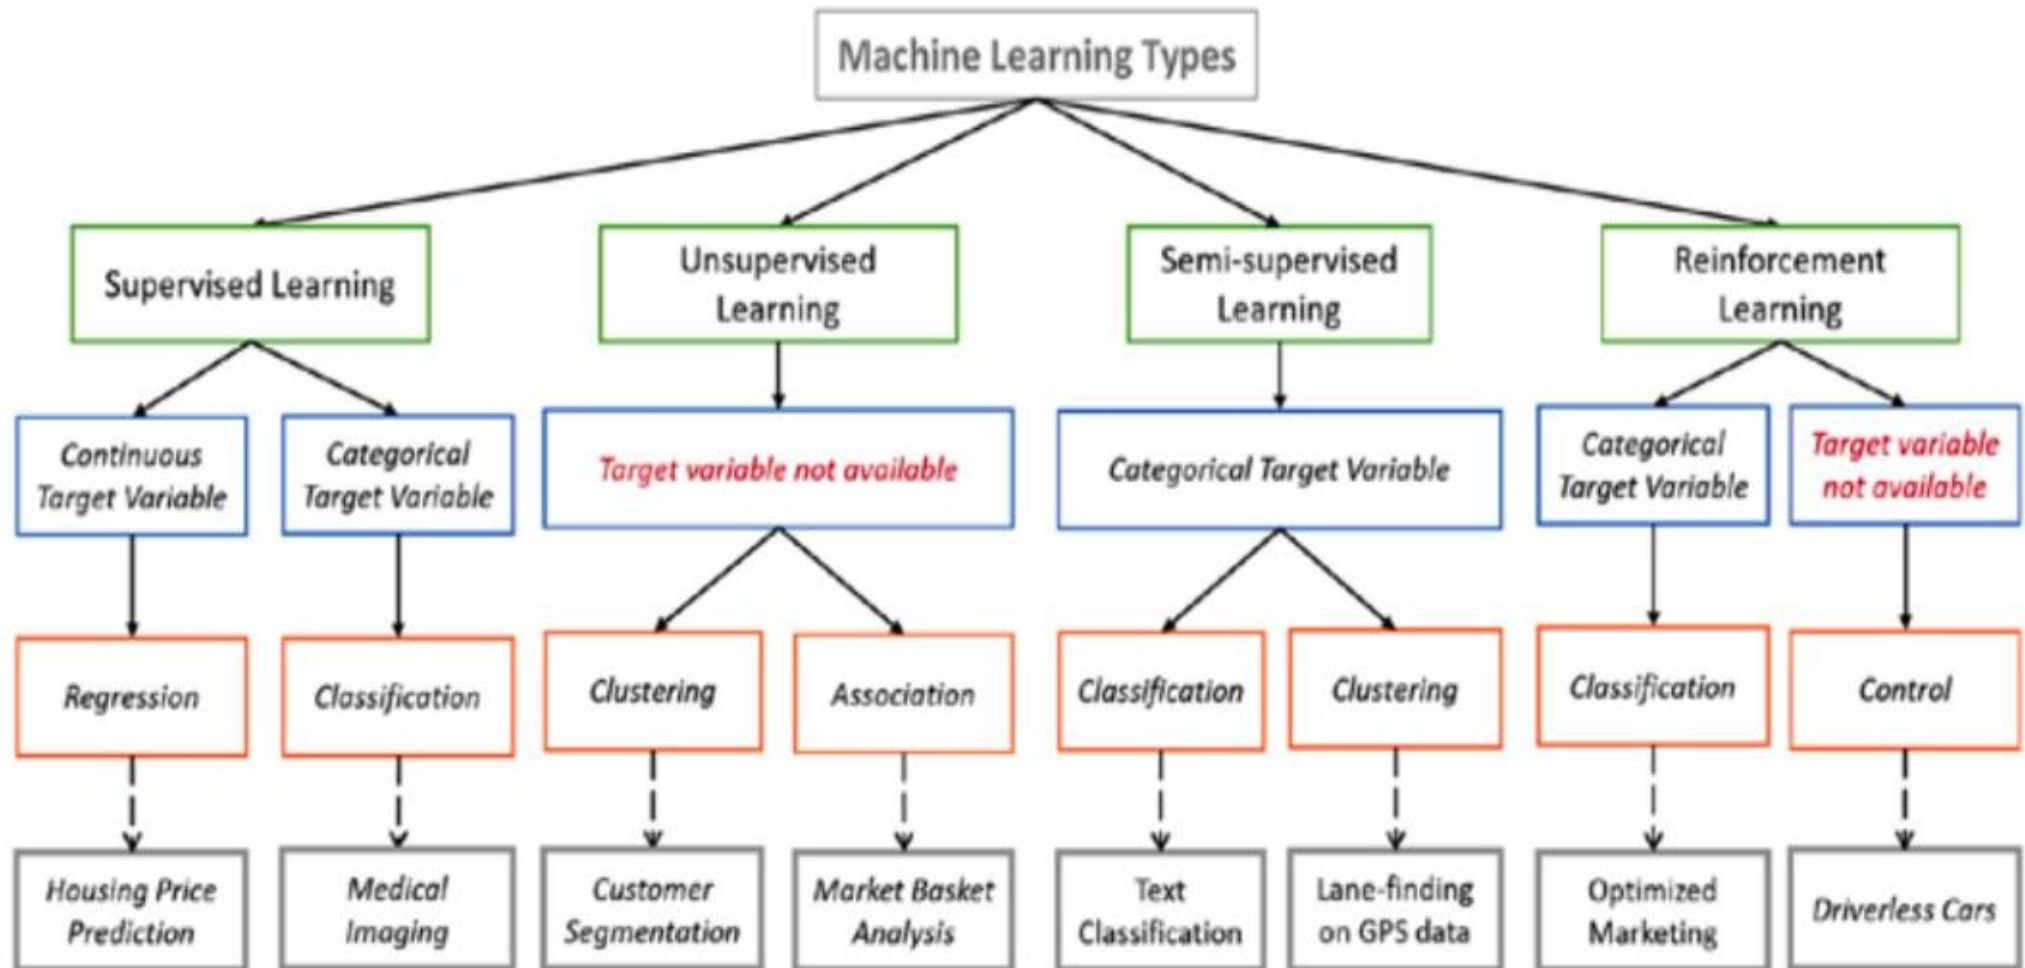 Machine Learning Types
Supervised Learning
Unsupervised
Learning
Semi-supervised
Learning
Reinforcement
Learning
Continuous
Target Variable
Categorical
Target Variable
Target variable not available
Categorical Target Variable
Categorical
Target Variable
Target variable
not available
Regression
Classification
Clustering
Association
Classification
Clustering
Classification
Control
Housing Price
Prediction
Medical
Imaging
Customer
Segmentation
Market Basket
Analysis
Text
Classification
Lane-finding
on GPS data
Optimized
Marketing
Driverless Cars